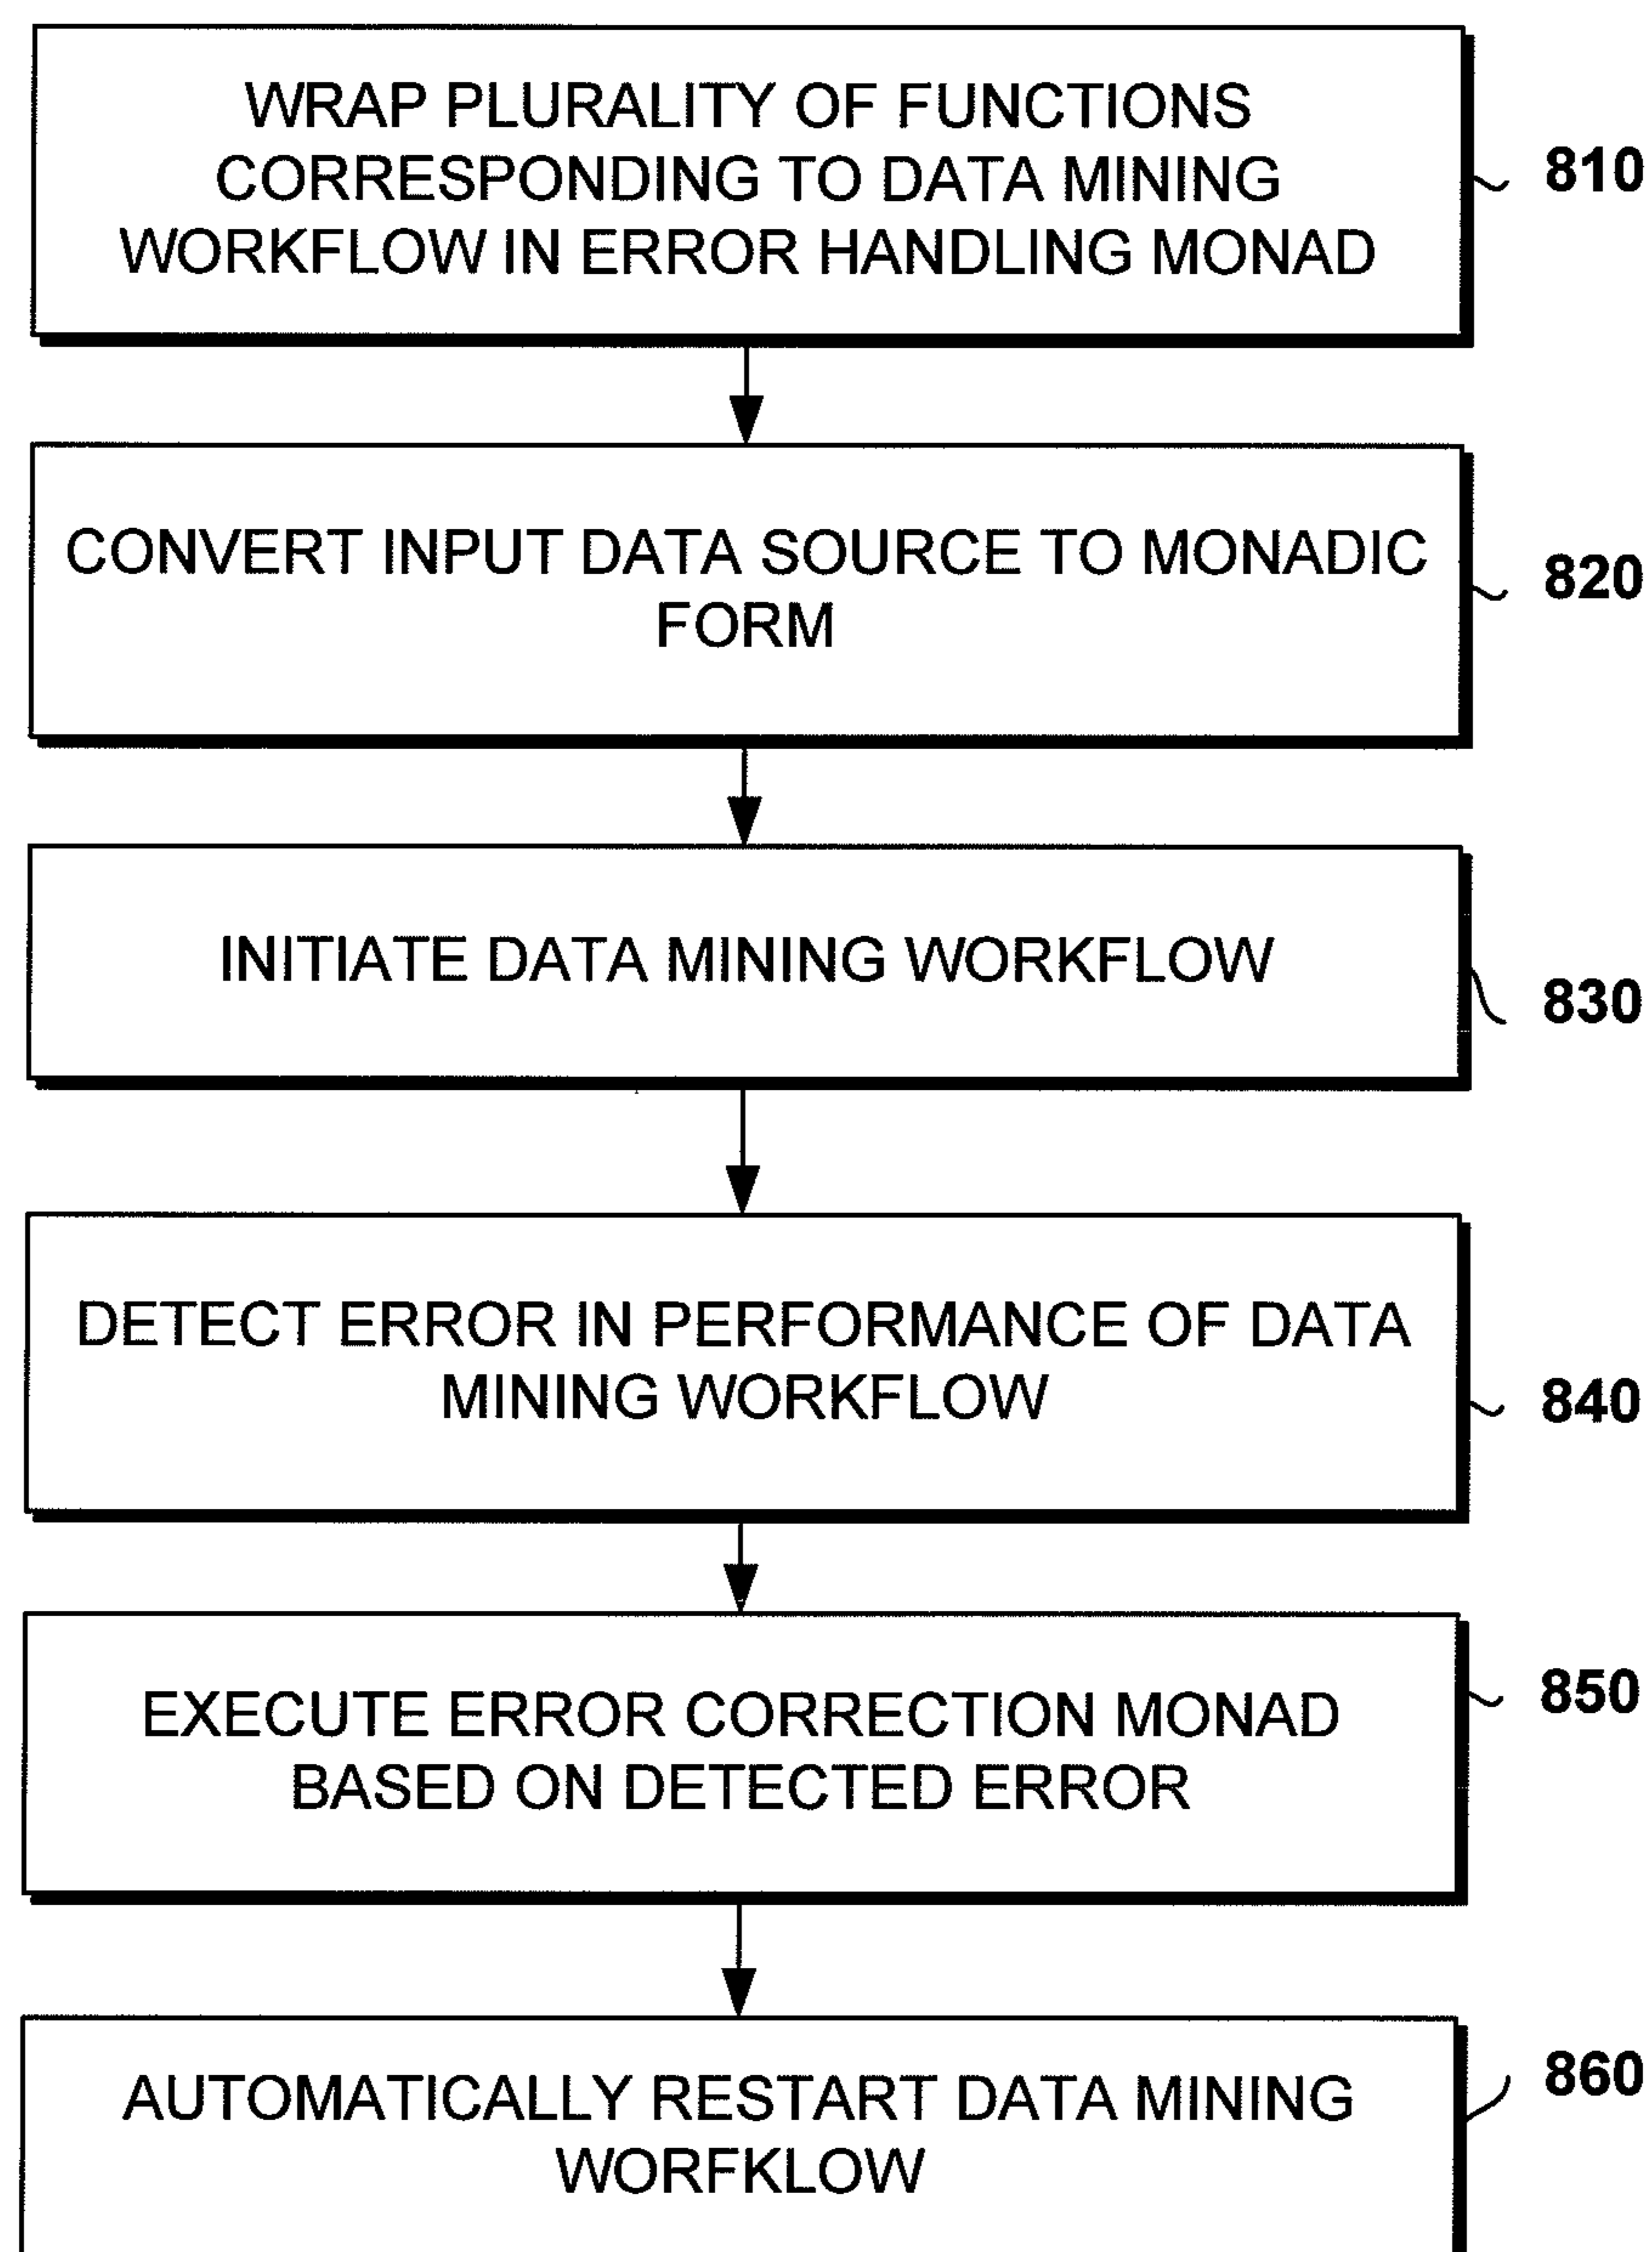 WRAP PLURALITY OF FUNCTIONS
CORRESPONDING TO DATA MINING
WORKFLOW IN ERROR HANDLING MONAD
810
CONVERT INPUT DATA SOURCE TO MONADIC
FORM
820
INITIATE DATA MINING WORKFLOW
830
DETECT ERROR IN PERFORMANCE OF DATA
MINING WORKFLOW
840
EXECUTE ERROR CORRECTION MONAD
BASED ON DETECTED ERROR
850
AUTOMATICALLY RESTART DATA MINING
WORFKLOW
860